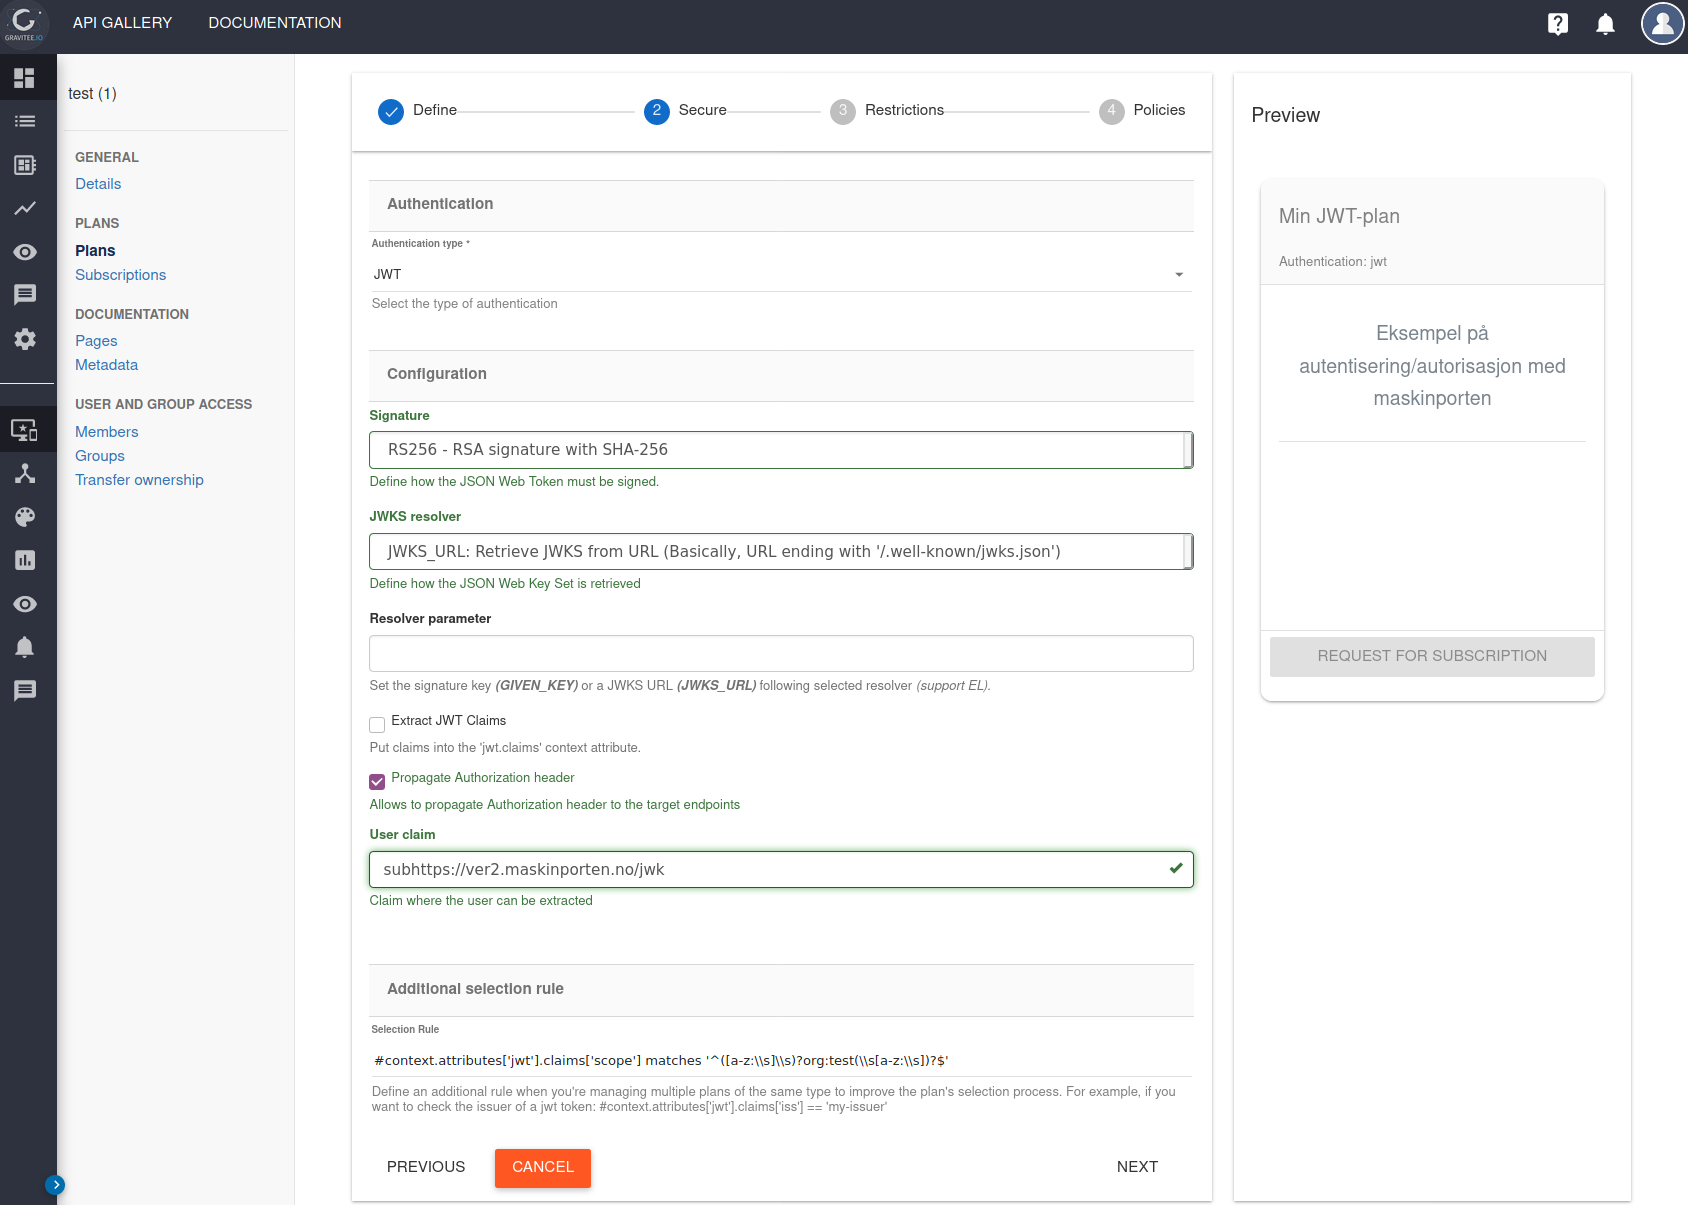 GRAVITEE.IO
API GALLERY
DOCUMENTATION
test (1)
GENERAL
Details
PLANS
Plans
Subscriptions
DOCUMENTATION
Pages
Metadata
USER AND GROUP ACCESS
Members
Groups
Transfer ownership
Define
2 Secure
3 Restrictions
4 Policies
Authentication
Authentication type *
JWT
Select the type of authentication
Configuration
Signature
RS256 - RSA signature with SHA-256
Define how the JSON Web Token must be signed.
JWKS resolver
JWKS_URL: Retrieve JWKS from URL (Basically, URL ending with '/.well-known/jwks.json')
Define how the JSON Web Key Set is retrieved
Resolver parameter
Set the signature key (GIVEN_KEY) or a JWKS URL (JWKS_URL) following selected resolver (support EL).
Extract JWT Claims
Put claims into the 'jwt.claims' context attribute.
Propagate Authorization header
Allows to propagate Authorization header to the target endpoints
User claim
subhttps://ver2.maskinporten.no/jwk
Claim where the user can be extracted
Additional selection rule
Selection Rule
#context.attributes['jwt'].claims['scope'] matches '^([a-z:\\s]\\s)?org:test(\\s[a-z:\\s])?$'
Define an additional rule when you're managing multiple plans of the same type to improve the plan's selection process. For example, if you
want to check the issuer of a jwt token: #context.attributes['jwt'].claims['iss'] == 'my-issuer'
PREVIOUS
CANCEL
NEXT
Preview
Min JWT-plan
Authentication: jwt
Eksempel på
autentisering/autorisasjon med
maskinporten
REQUEST FOR SUBSCRIPTION